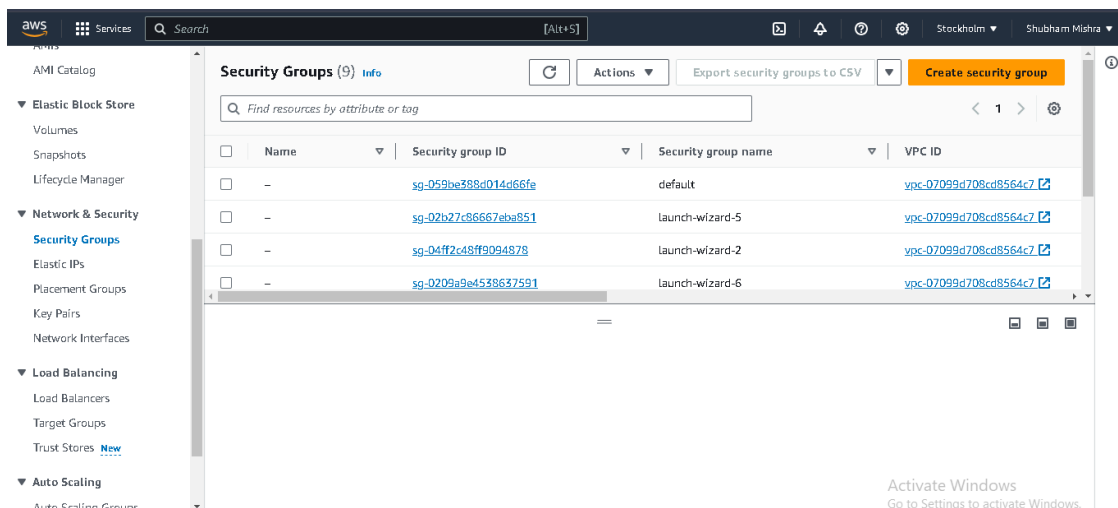 aws Services Search [Alt+S] Stockholm ▼ Shubham Mishra ▼
AMIs
AMI Catalog
Elastic Block Store
Volumes
Snapshots
Lifecycle Manager
Network & Security
Security Groups
Elastic IPs
Placement Groups
Key Pairs
Network Interfaces
Load Balancing
Load Balancers
Target Groups
Trust Stores New
Auto Scaling
Auto Scaling Groups
Security Groups (9) Info Actions ▼ Export security groups to CSV ▼ Create security group
Find resources by attribute or tag < 1 >
Name Security group ID Security group name VPC ID
– sg-059be388d014d66fe default vpc-07099d708cd8564c7
– sg-02b27c86667eba851 launch-wizard-5 vpc-07099d708cd8564c7
– sg-04ff2c48ff9094878 launch-wizard-2 vpc-07099d708cd8564c7
– sg-0209a9e4538637591 launch-wizard-6 vpc-07099d708cd8564c7
Activate Windows
Go to Settings to activate Windows.